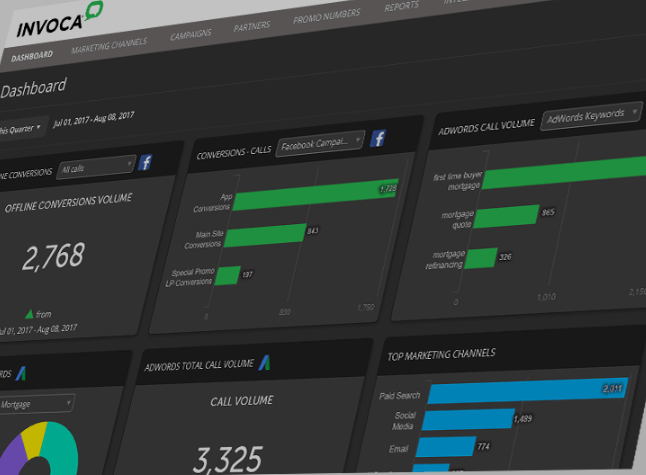 INVOCA
DASHBOARD MARKETING CHANNELS CAMPAIGNS PARTNERS PROMO NUMBERS REPORTS
Dashboard
his Quarter Jul 01, 2017 - Aug 08, 2017
NE CONVERSIONS All calls
OFFLINE CONVERSIONS VOLUME
2,768
from
Jul 01, 2017 - Aug 08, 2017
CONVERSIONS - CALLS Facebook Campai...
App
Conversions
1,728
Main Site
Conversions
843
Special Promo
LP Conversions
197
0
1,750
ADWORDS CALL VOLUME AdWords Keywords
first time buyer
mortgage
mortgage
quote
865
mortgage
refinancing
326
0 1,010
RDS
Mortgage
ADWORDS TOTAL CALL VOLUME
CALL VOLUME
3,325
TOP MARKETING CHANNELS
Paid Search
Social
Media
1,489
Email
774